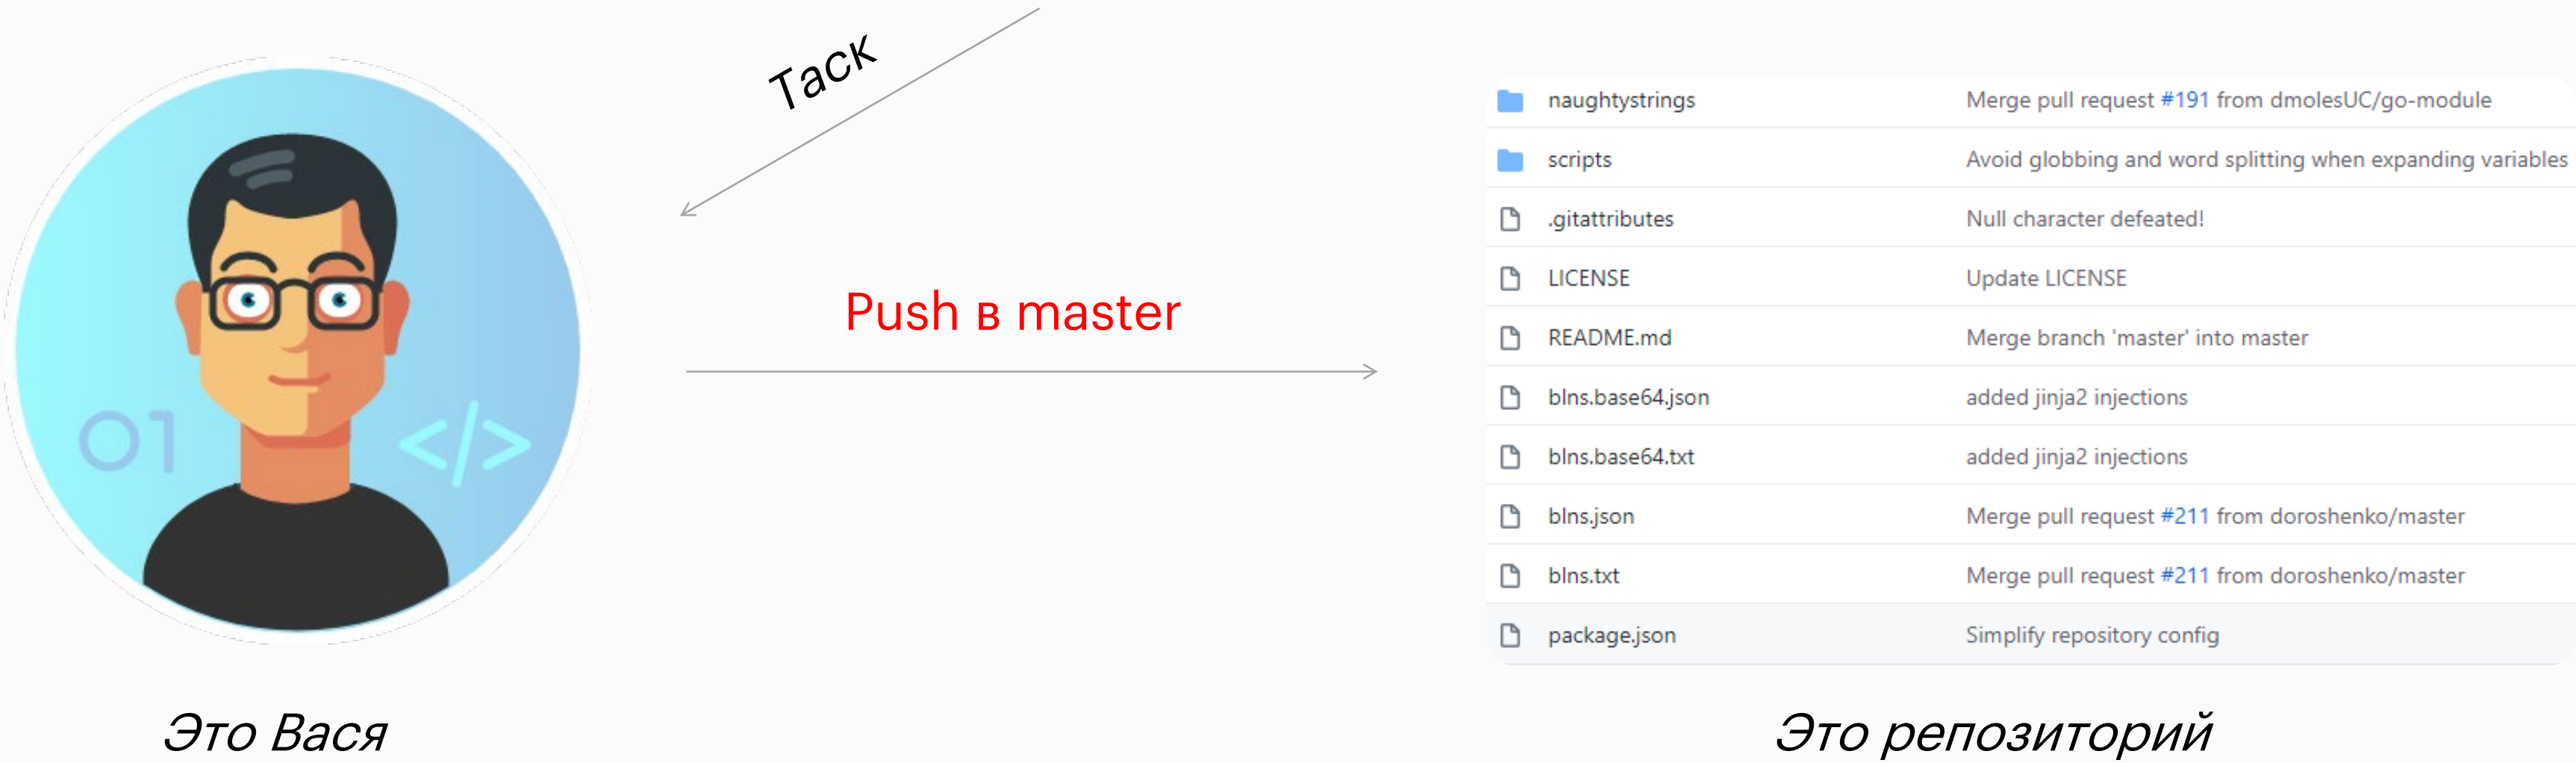 Таск
Push в master
01
</>
naughtystrings Merge pull request #191 from dmolesUC/go-module
scripts Avoid globbing and word splitting when expanding variables
.gitattributes Null character defeated!
LICENSE Update LICENSE
README.md Merge branch 'master' into master
blns.base64.json added jinja2 injections
blns.base64.txt added jinja2 injections
blns.json Merge pull request #211 from doroshenko/master
blns.txt Merge pull request #211 from doroshenko/master
package.json Simplify repository config
Это Вася
Это репозиторий